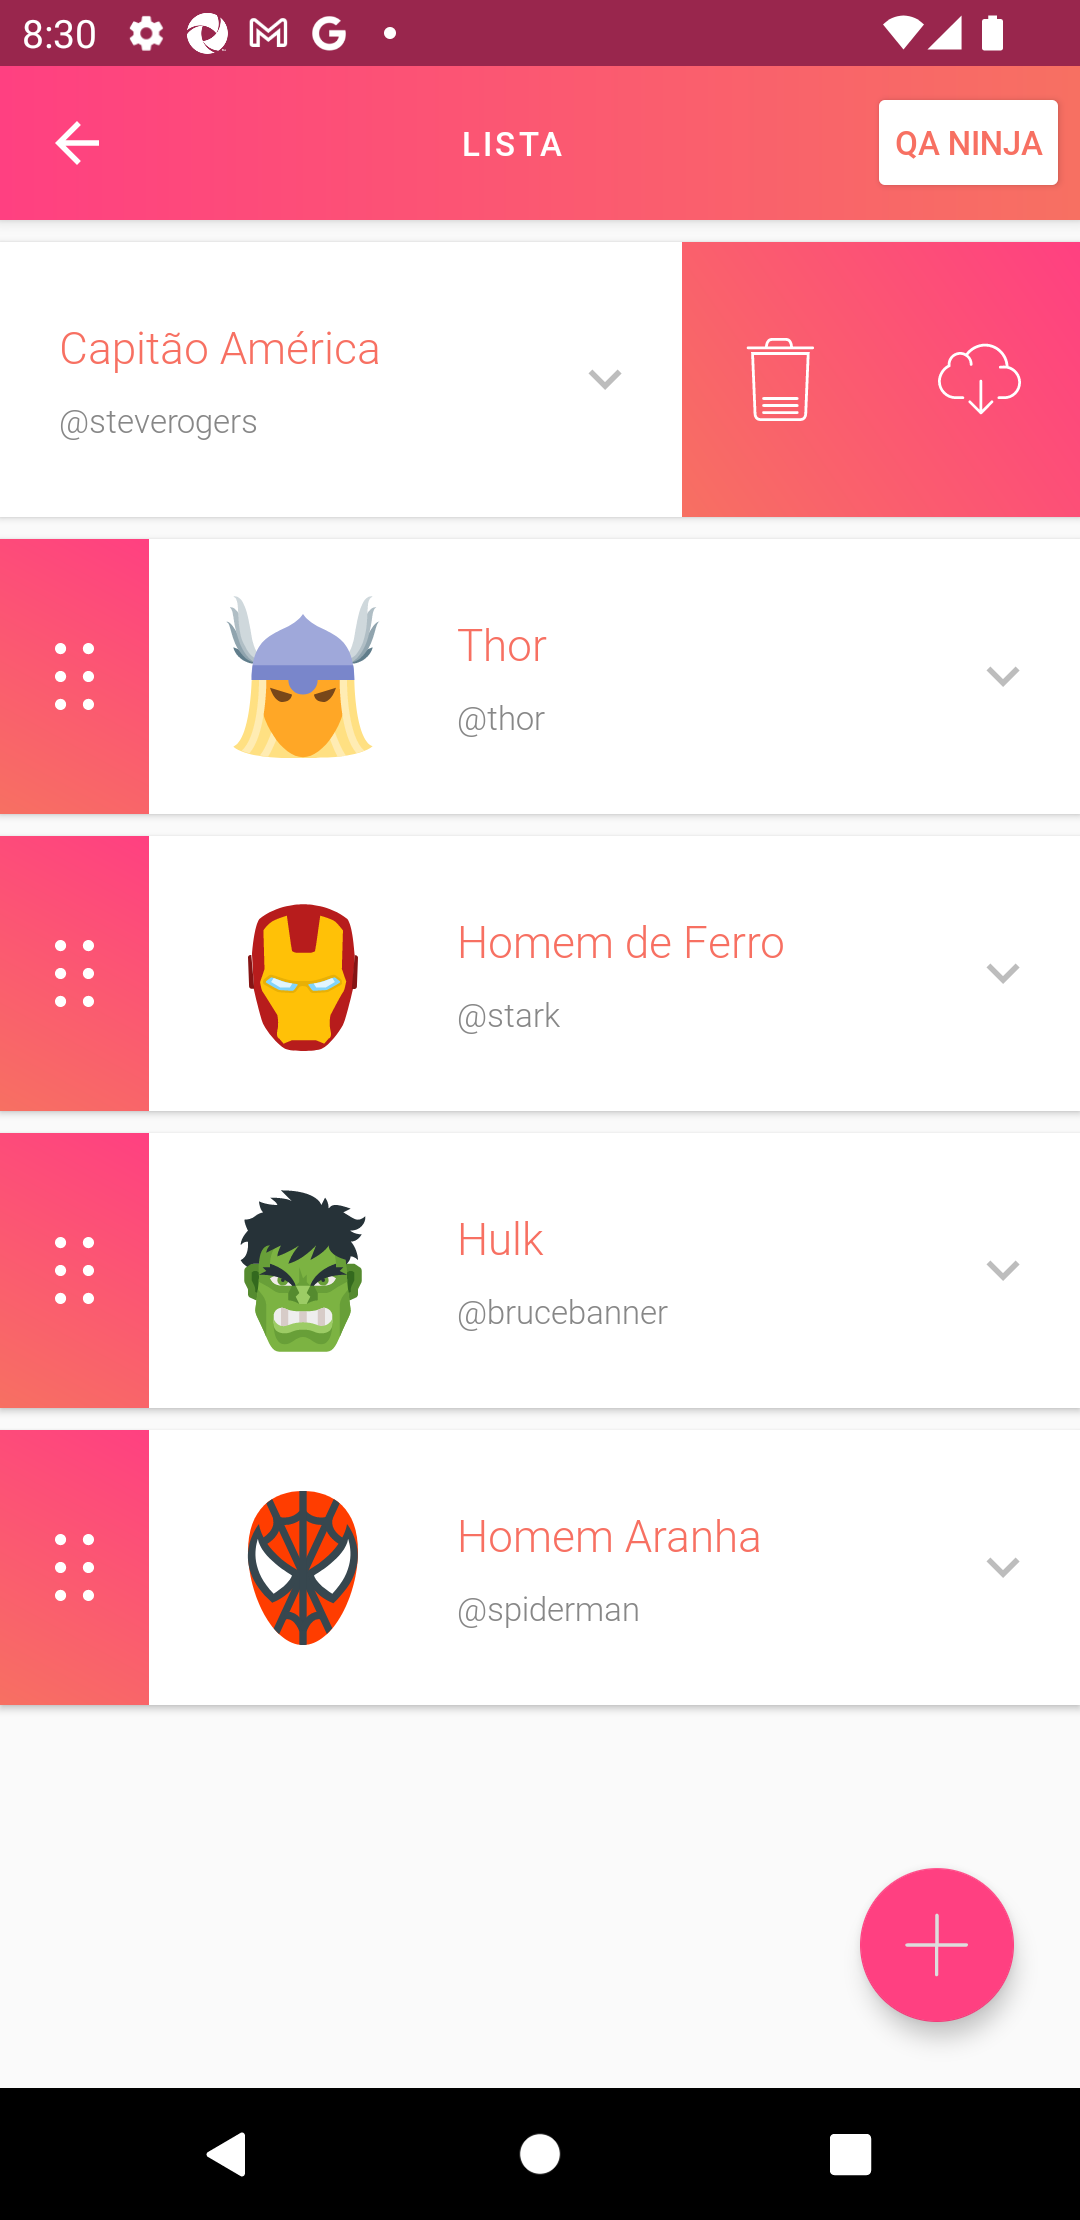 8:30
LISTA
QA NINJA
Capitão América
@steverogers
Thor
@thor
Homem de Ferro
@stark
Hulk
@brucebanner
Homem Aranha
@spiderman